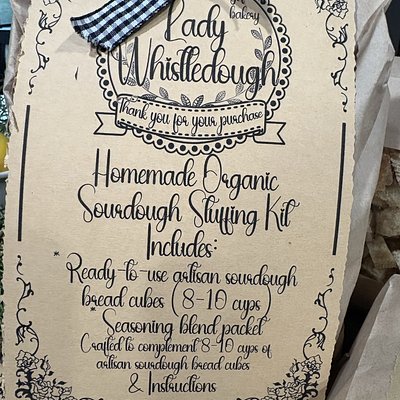 bakery
Lady
Whistledough
Thank you for your purchase
Homemade Organic
Sourdough Stuffing Kit
Includes:
* Ready-to-use artisan sourdough
bread cubes (8-10 cups)
* Seasoning blend packet
Crafted to complement 8-10 cups of
artisan sourdough bread cubes
& Instructions